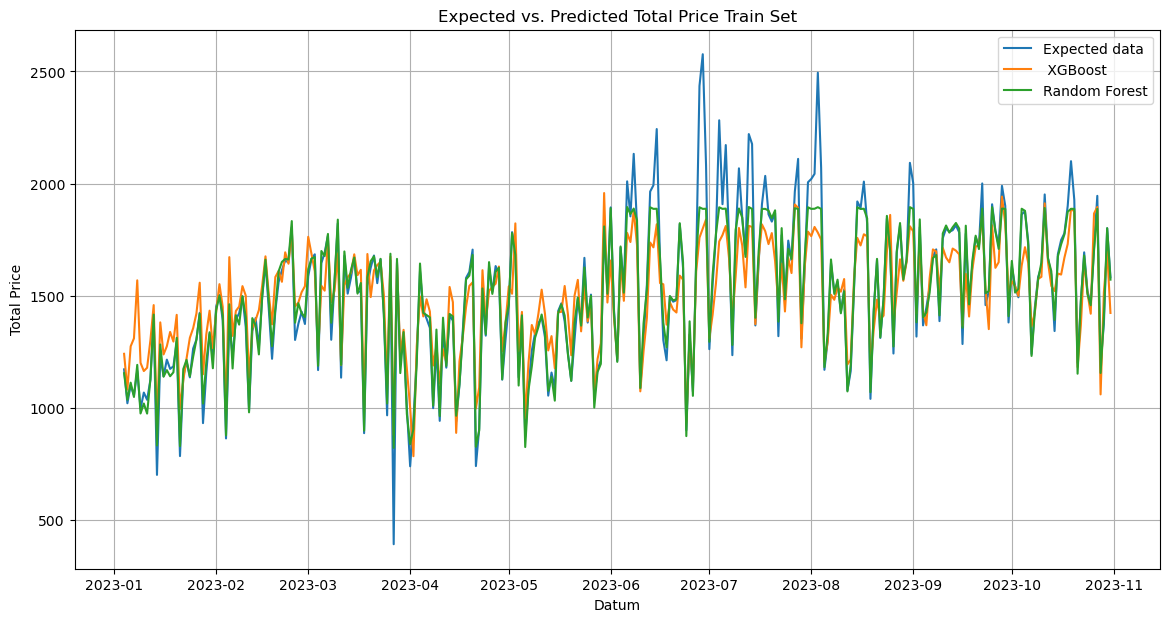 Expected vs. Predicted Total Price Train Set
Expected data
XGBoost
Random Forest
Total Price
2500
2000
1500
1000
500
2023-01 2023-02 2023-03 2023-04 2023-05 2023-06 2023-07 2023-08 2023-09 2023-10 2023-11
Datum